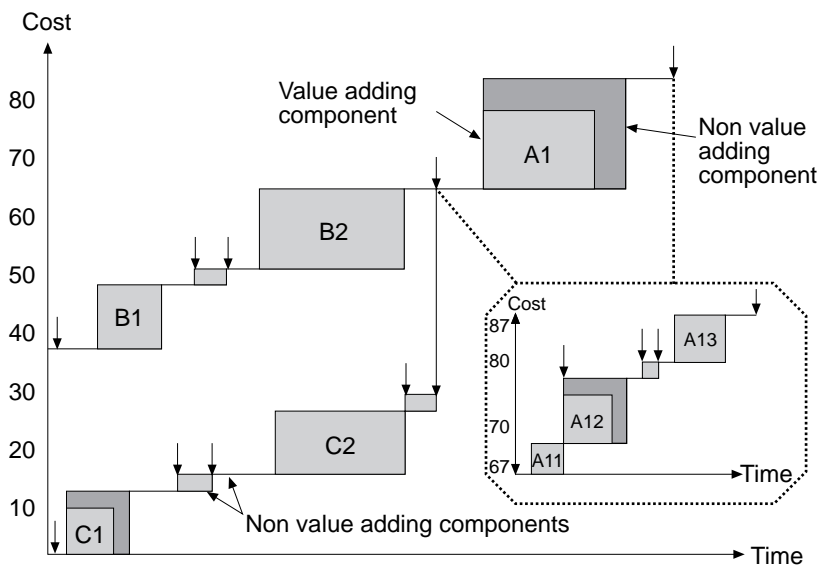 Cost
80
70
60
50
40
30
20
10
Value adding
component
A1
Non value
adding
component
B2
B1
C2
C1
Non value adding components
Time
Cost
87
80
70
67
A13
A12
A11
Time